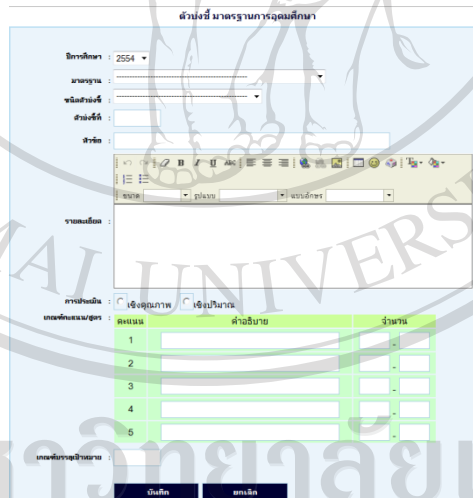 ตัวบ่งชี้ มาตรฐานการอุดมศึกษา
ปีการศึกษา : 2554
มาตรฐาน :
ชนิดตัวบ่งชี้ :
ตัวบ่งชี้ที่ :
หัวข้อ :
B I U ABC
ขนาด รูปแบบ แบบอักษร
รายละเอียด :
การประเมิน : เชิงคุณภาพ เชิงปริมาณ
เกณฑ์คะแนน/สูตร : คะแนน คำอธิบาย จำนวน
1 -
2 -
3 -
4 -
5 -
เกณฑ์บรรลุเป้าหมาย :
บันทึก ยกเลิก